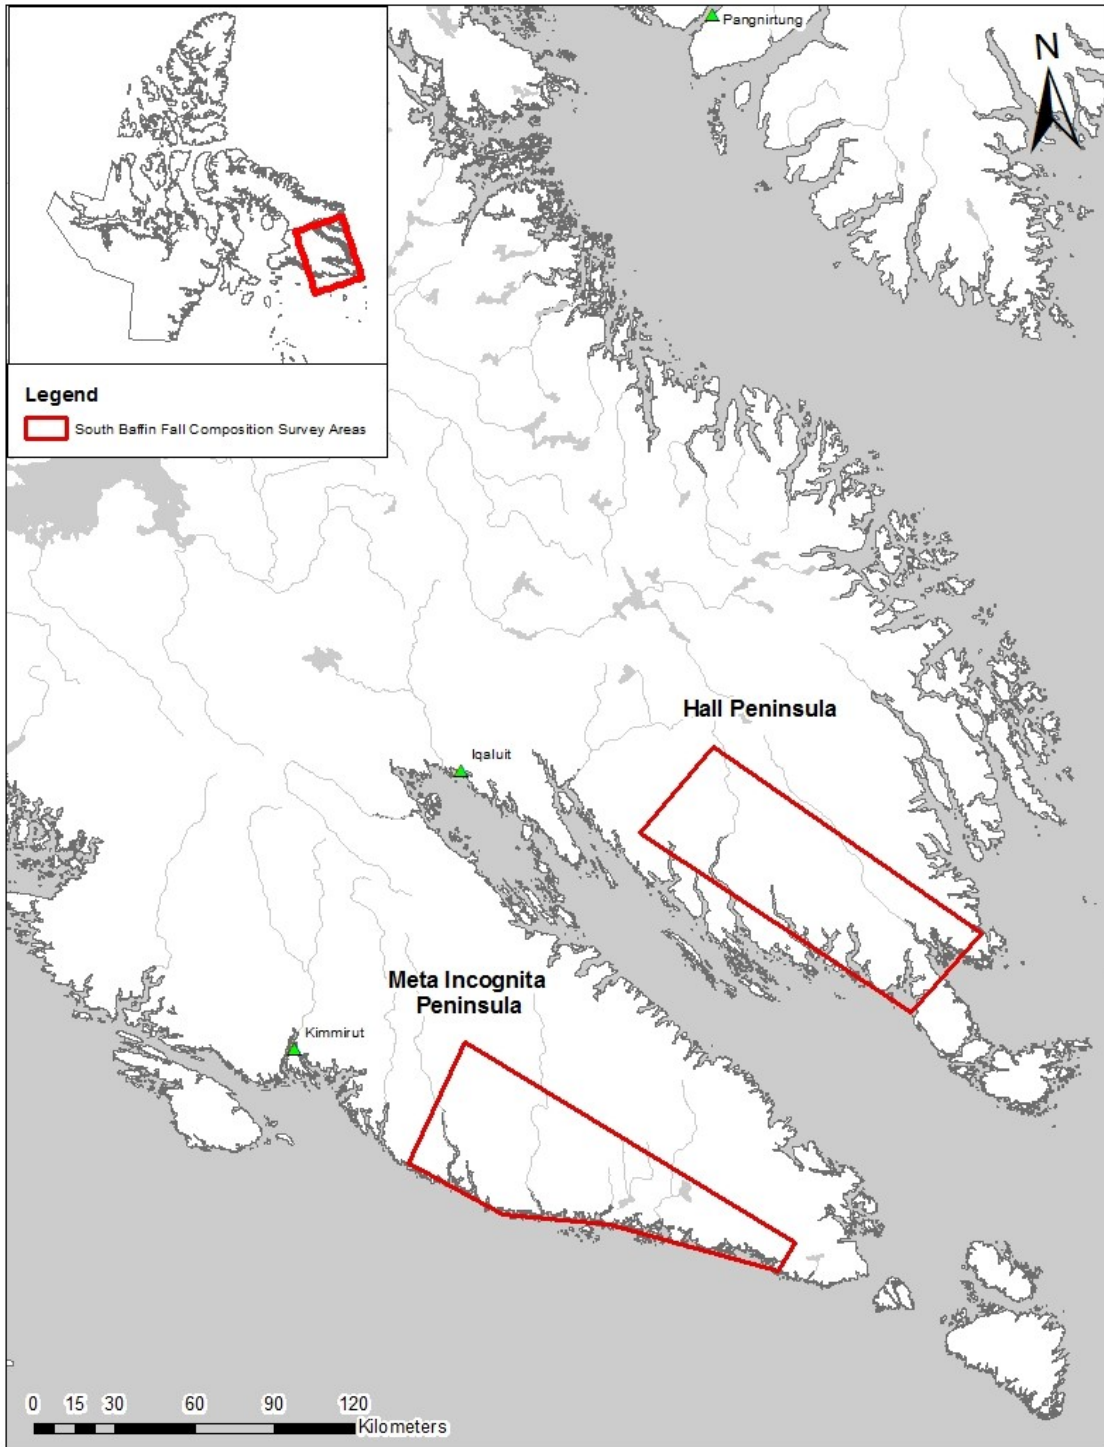 Pangnirtung
N
Legend
South Baffin Fall Composition Survey Areas
Hall Peninsula
Iqaluit
Meta Incognita
Peninsula
Kimmirut
0 15 30 60 90 120
Kilometers